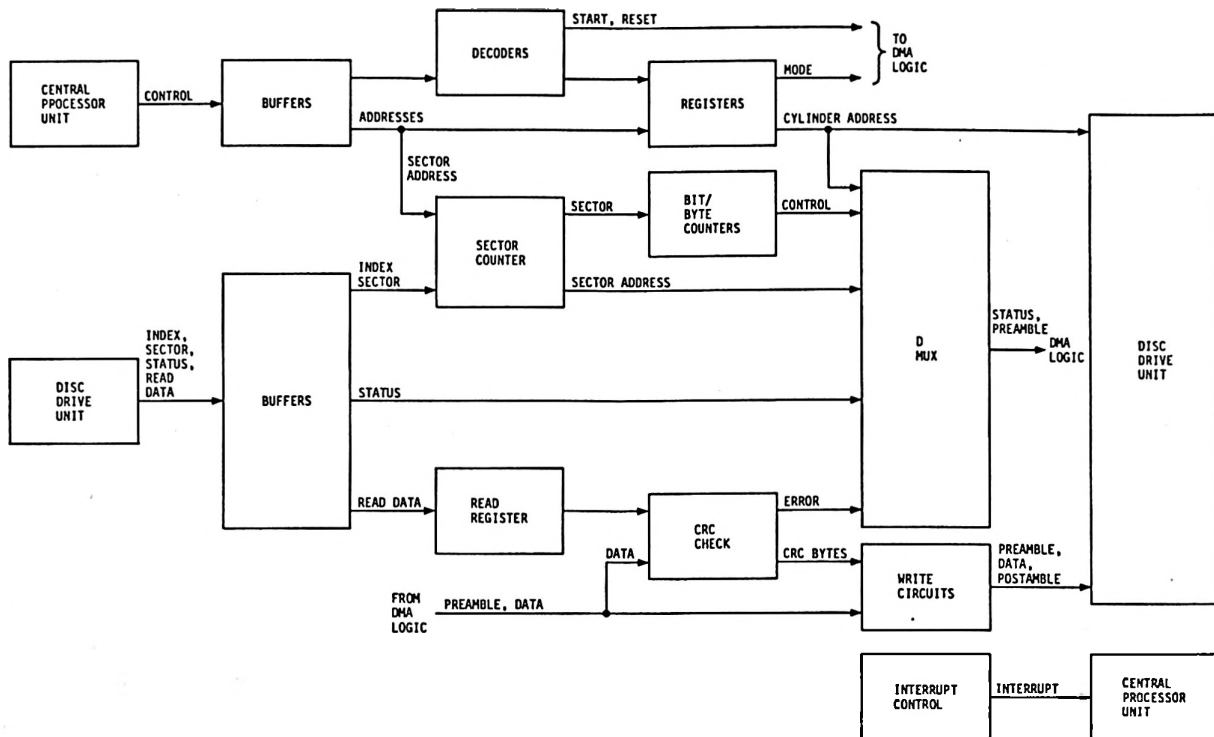 START, RESET
DECODERS
TO
DMA
LOGIC
CENTRAL
PPOCESSOR
UNIT
CONTROL
BUFFERS
MODE
REGISTERS
ADDRESSES
CYLINDER ADDRESS
SECTOR
ADDRESS
SECTOR
BIT/
BYTE
COUNTERS
CONTROL
SECTOR
COUNTER
INDEX
SECTOR
SECTOR ADDRESS
INDEX,
SECTOR,
STATUS,
READ
DATA
DISC
DRIVE
UNIT
BUFFERS
STATUS
D
MUX
STATUS,
PREAMBLE
DMA
LOGIC
DISC
DRIVE
UNIT
READ DATA
READ
REGISTER
CRC
CHECK
ERROR
DATA
CRC BYTES
WRITE
CIRCUITS
PREAMBLE,
DATA,
POSTAMBLE
FROM
DMA
LOGIC
PREAMBLE, DATA
INTERRUPT
CONTROL
INTERRUPT
CENTRAL
PROCESSOR
UNIT